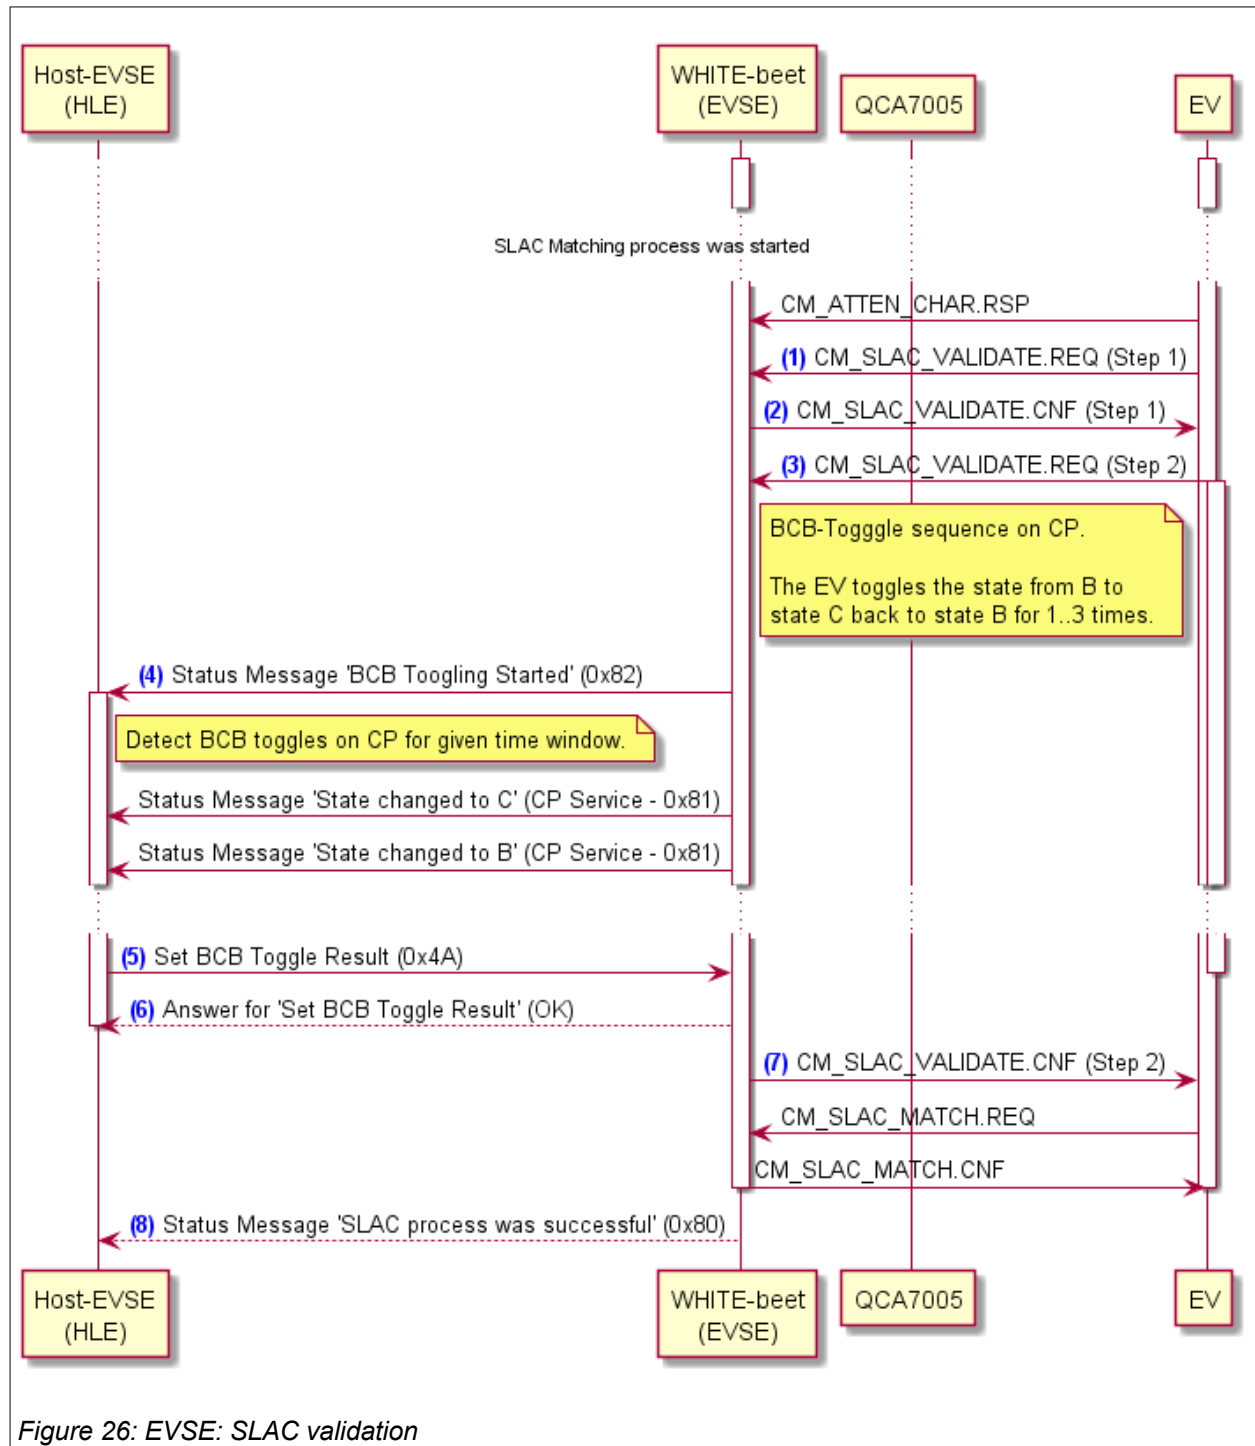 Host-EVSE
(HLE)
WHITE-beet
(EVSE)
QCA7005
EV
SLAC Matching process was started
CM_ATTEN_CHAR.RSP
(1) CM_SLAC_VALIDATE.REQ (Step 1)
(2) CM_SLAC_VALIDATE.CNF (Step 1)
(3) CM_SLAC_VALIDATE.REQ (Step 2)
BCB-Togggle sequence on CP.
The EV toggles the state from B to
state C back to state B for 1..3 times.
(4) Status Message 'BCB Toogling Started' (0x82)
Detect BCB toggles on CP for given time window.
Status Message 'State changed to C' (CP Service - 0x81)
Status Message 'State changed to B' (CP Service - 0x81)
(5) Set BCB Toggle Result (0x4A)
(6) Answer for 'Set BCB Toggle Result' (OK)
(7) CM_SLAC_VALIDATE.CNF (Step 2)
CM_SLAC_MATCH.REQ
CM_SLAC_MATCH.CNF
(8) Status Message 'SLAC process was successful' (0x80)
Host-EVSE
(HLE)
WHITE-beet
(EVSE)
QCA7005
EV
Figure 26: EVSE: SLAC validation